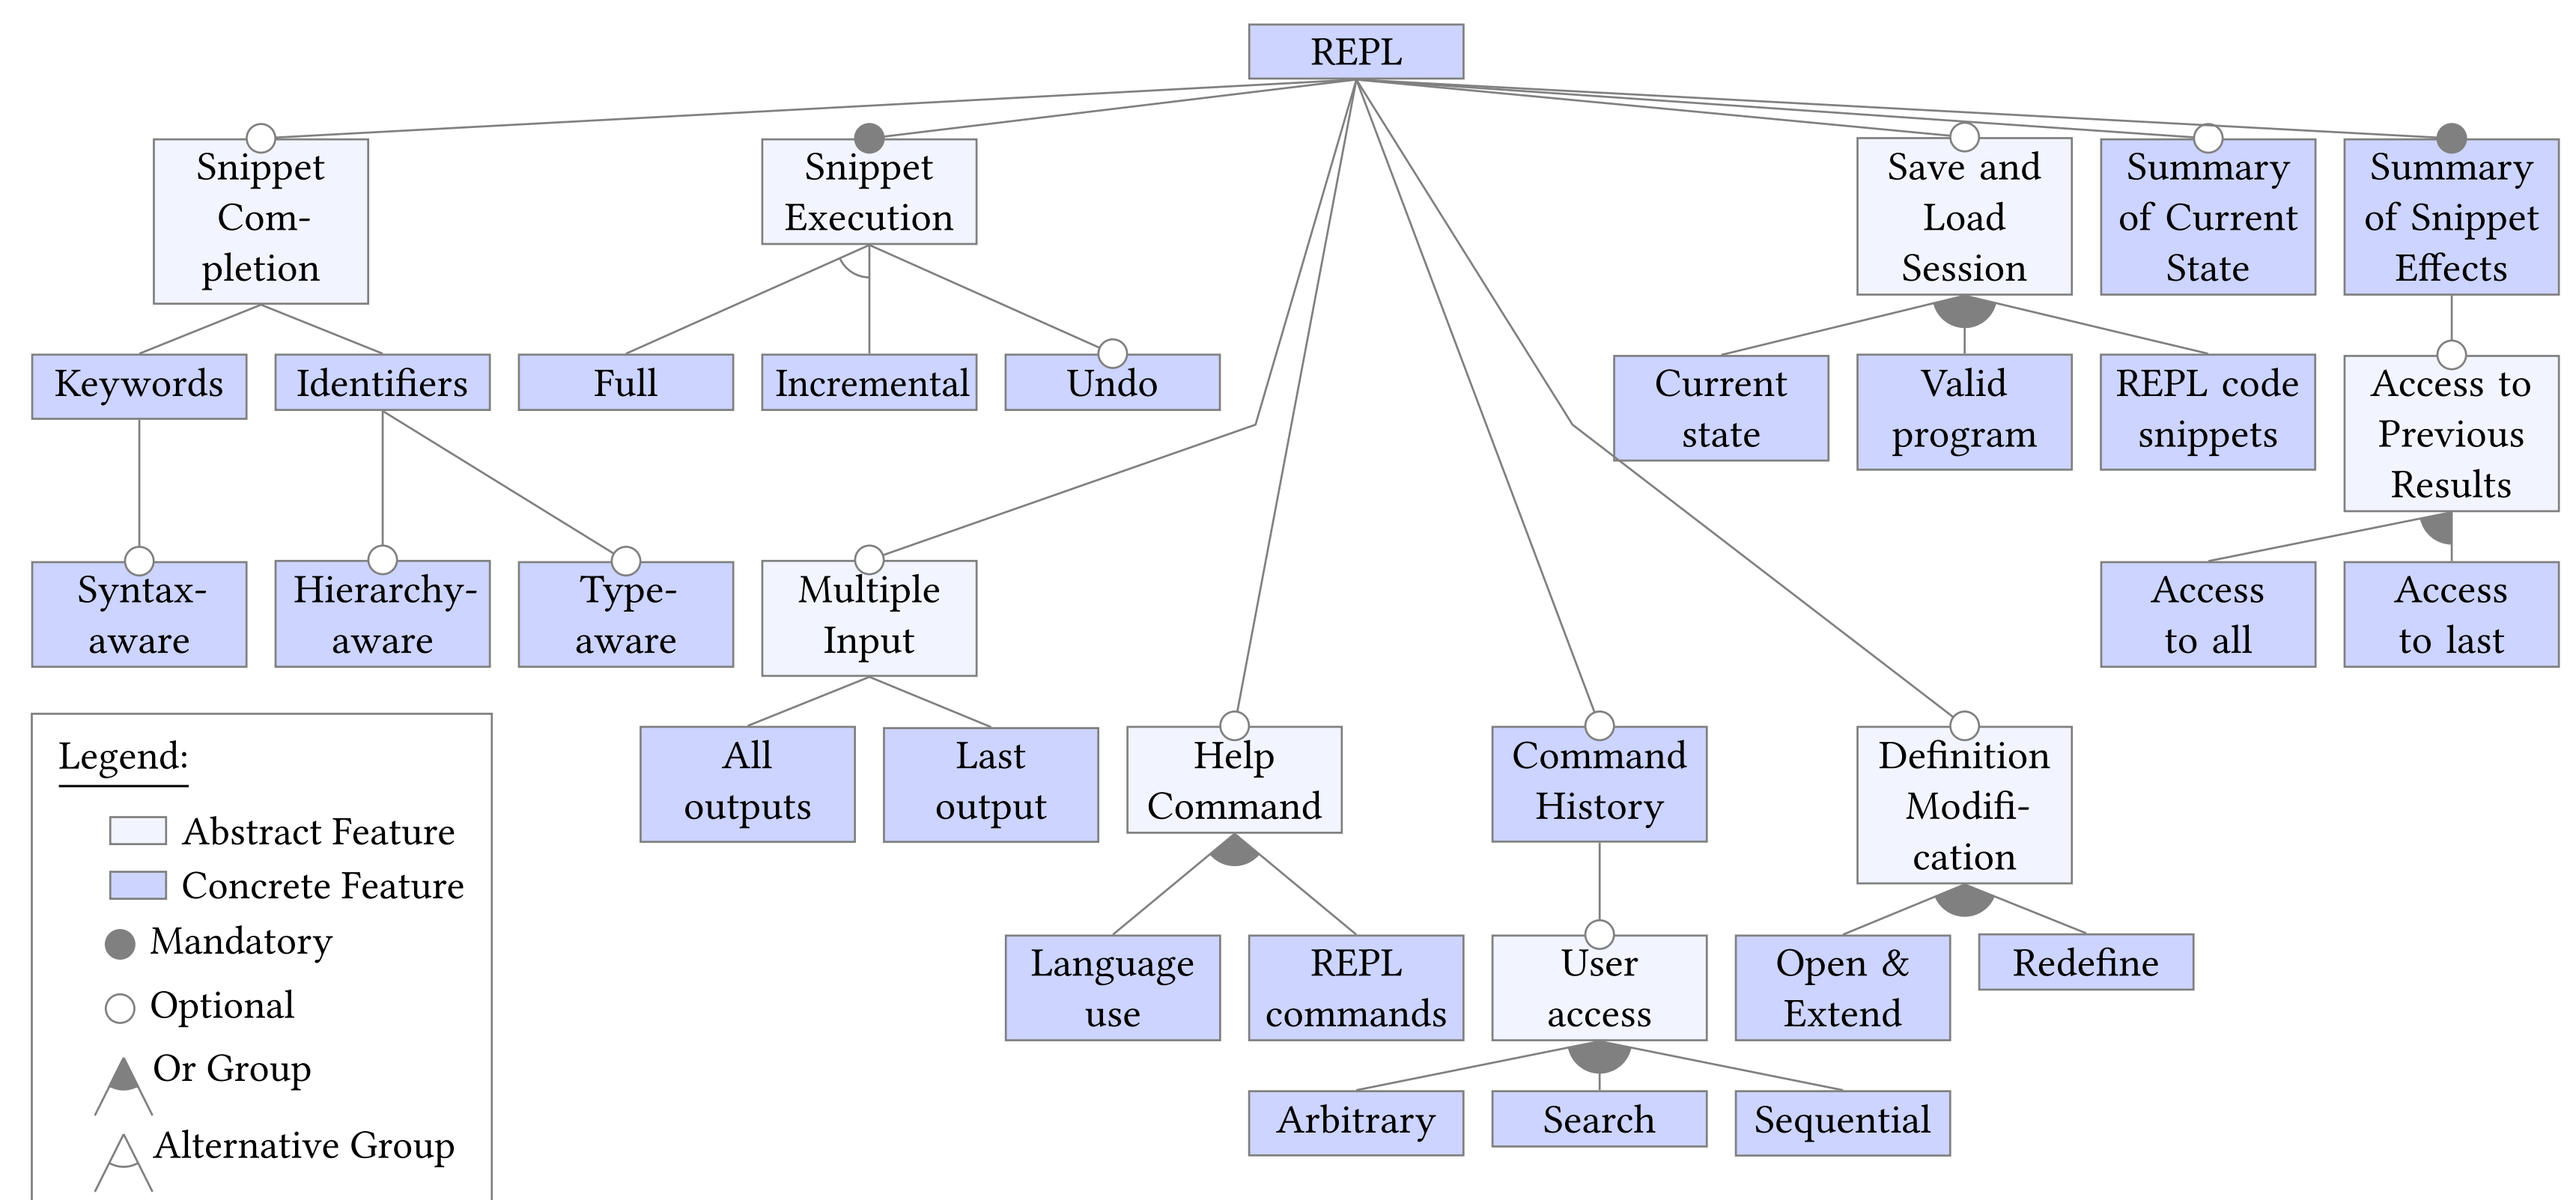 REPL
Snippet
Com-
pletion
Snippet
Execution
Save and
Load
Session
Summary
of Current
State
Summary
of Snippet
Effects
Keywords
Identifiers
Full
Incremental
Undo
Current
state
Valid
program
REPL code
snippets
Access to
Previous
Results
Syntax-
aware
Hierarchy-
aware
Type-
aware
Multiple
Input
Access
to all
Access
to last
All
outputs
Last
output
Help
Command
Command
History
Definition
Modifi-
cation
Language
use
REPL
commands
User
access
Open &
Extend
Redefine
Arbitrary
Search
Sequential
Legend:
Abstract Feature
Concrete Feature
Mandatory
Optional
Or Group
Alternative Group